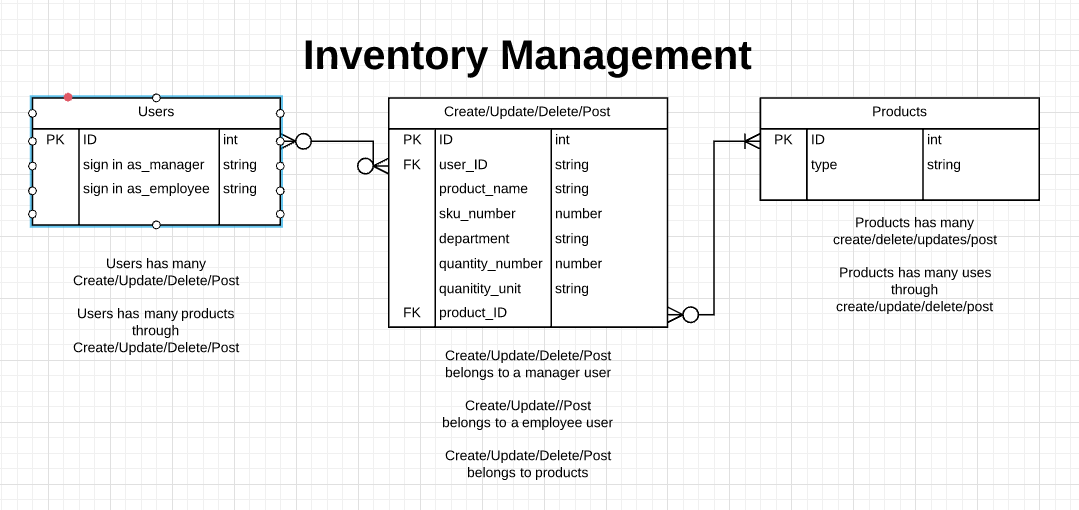 Inventory Management
Users
PK ID int
sign in as_manager string
sign in as_employee string
Users has many
Create/Update/Delete/Post
Users has many products
through
Create/Update/Delete/Post
Create/Update/Delete/Post
PK ID int
FK user_ID string
product_name string
sku_number number
department string
quantity_number number
quanitity_unit string
FK product_ID
Create/Update/Delete/Post
belongs to a manager user
Create/Update//Post
belongs to a employee user
Create/Update/Delete/Post
belongs to products
Products
PK ID int
type string
Products has many
create/delete/updates/post
Products has many uses
through
create/update/delete/post